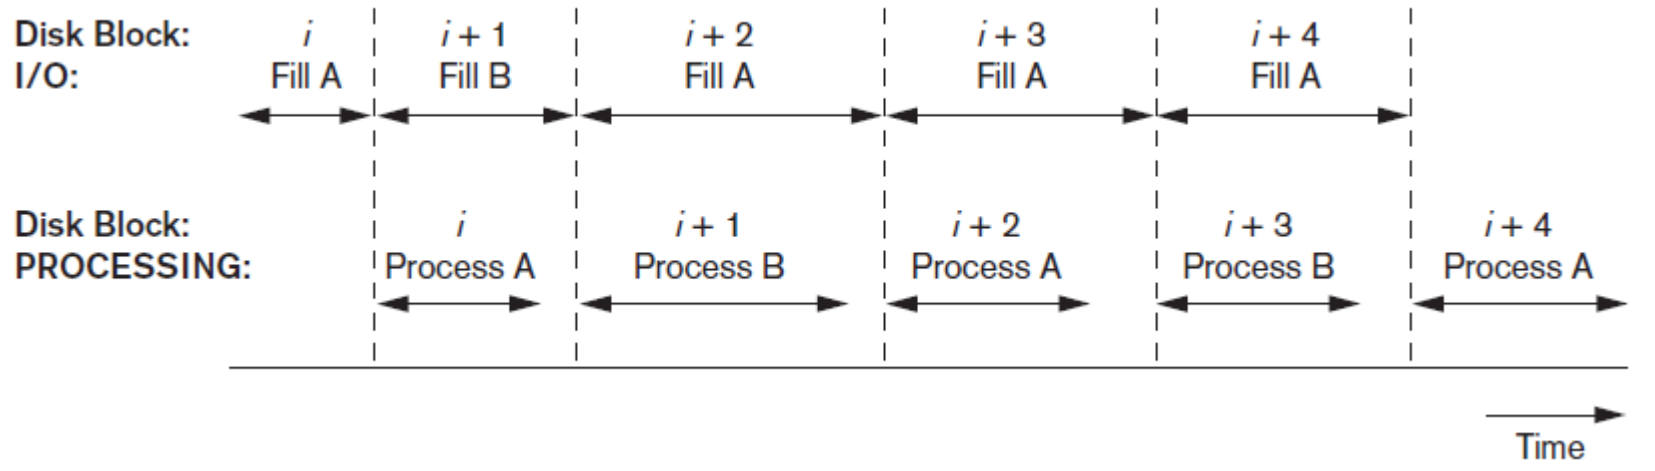 Disk Block: i i + 1 i + 2 i + 3 i + 4
I/O: Fill A Fill B Fill A Fill A Fill A
Disk Block: i i + 1 i + 2 i + 3 i + 4
PROCESSING: Process A Process B Process A Process B Process A
Time